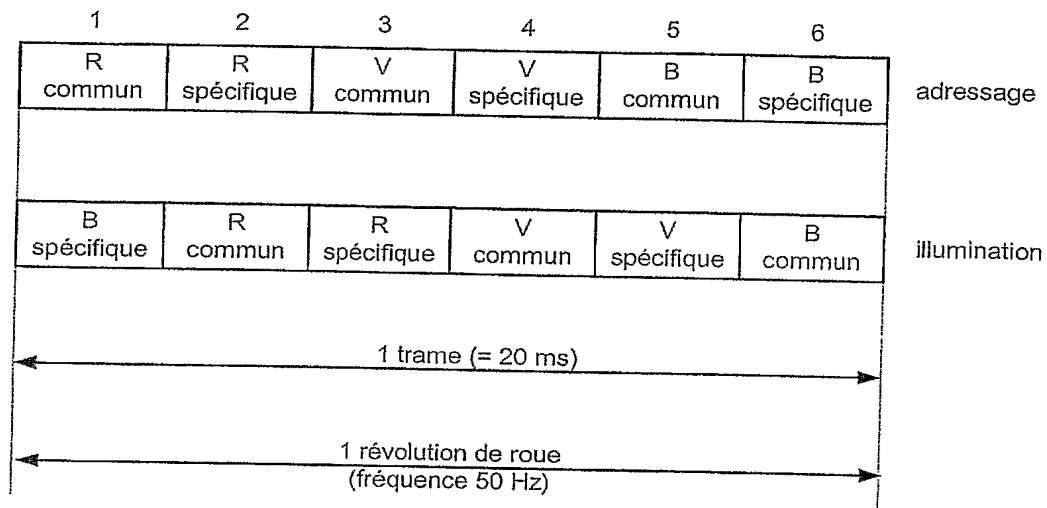 1 2 3 4 5 6
R R V V B B
commun spécifique commun spécifique commun spécifique
adressage
B R R V V B
spécifique commun spécifique commun spécifique commun
illumination
1 trame (= 20 ms)
1 révolution de roue
(fréquence 50 Hz)